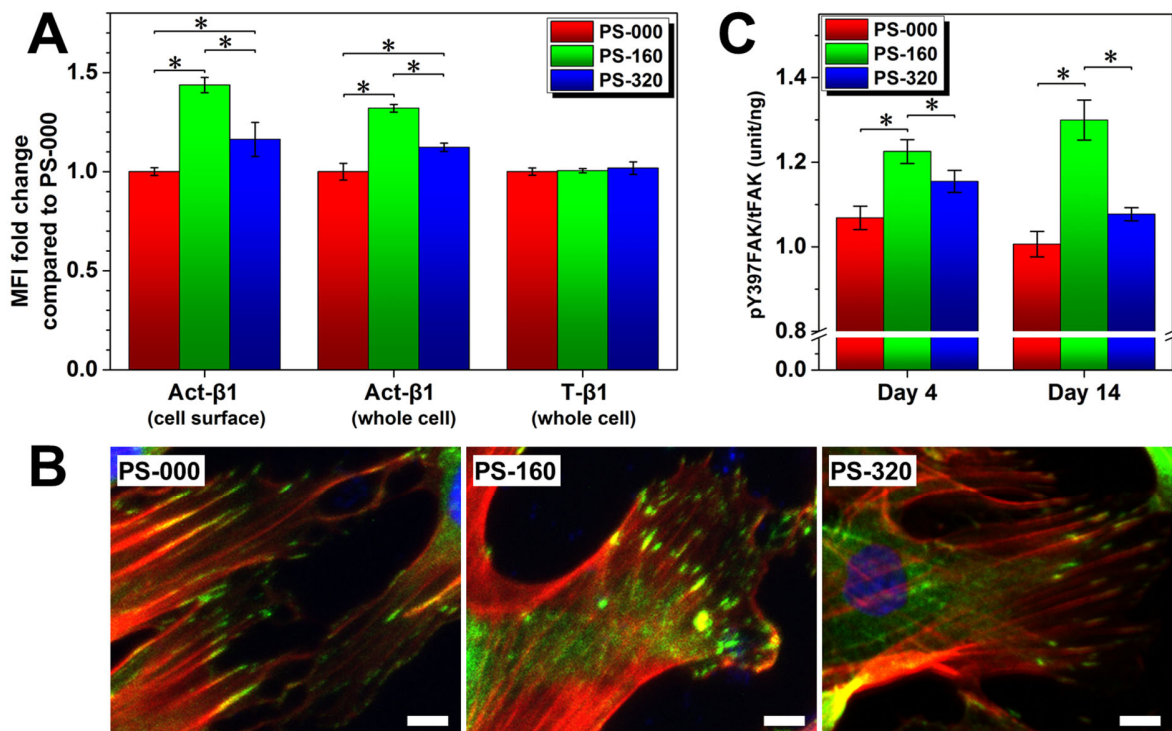 A
MFI fold change
compared to PS-000
1.5
1.0
0.5
0.0
* * *
* * *
PS-000
PS-160
PS-320
Act-β1
(cell surface)
Act-β1
(whole cell)
T-β1
(whole cell)
C
pY397FAK/tFAK (unit/ng)
1.4
1.2
1.0
0.8
0.0
PS-000
PS-160
PS-320
* *
* *
Day 4
Day 14
B
PS-000
PS-160
PS-320